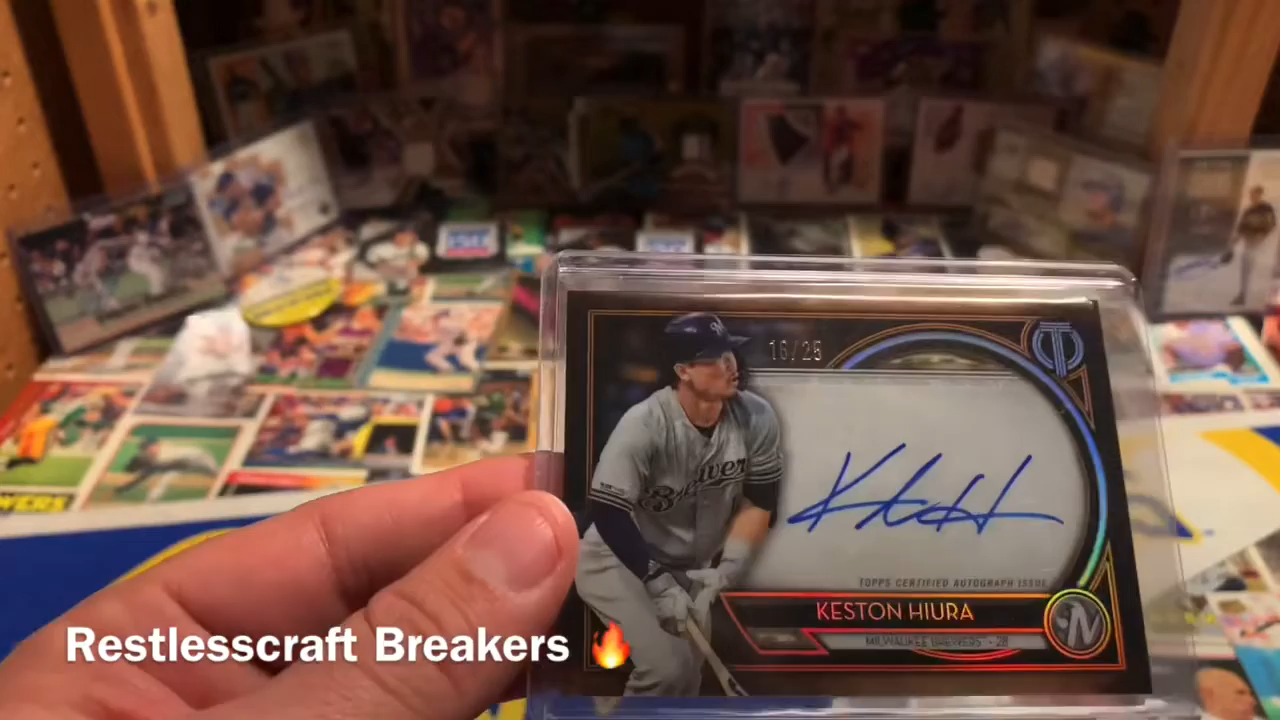 16/25
Brewers
TOPPS CERTIFIED AUTOGRAPH ISSUE
KESTON HIURA
MILWAUKEE BREWERS - 2B
Restlesscraft Breakers 🔥